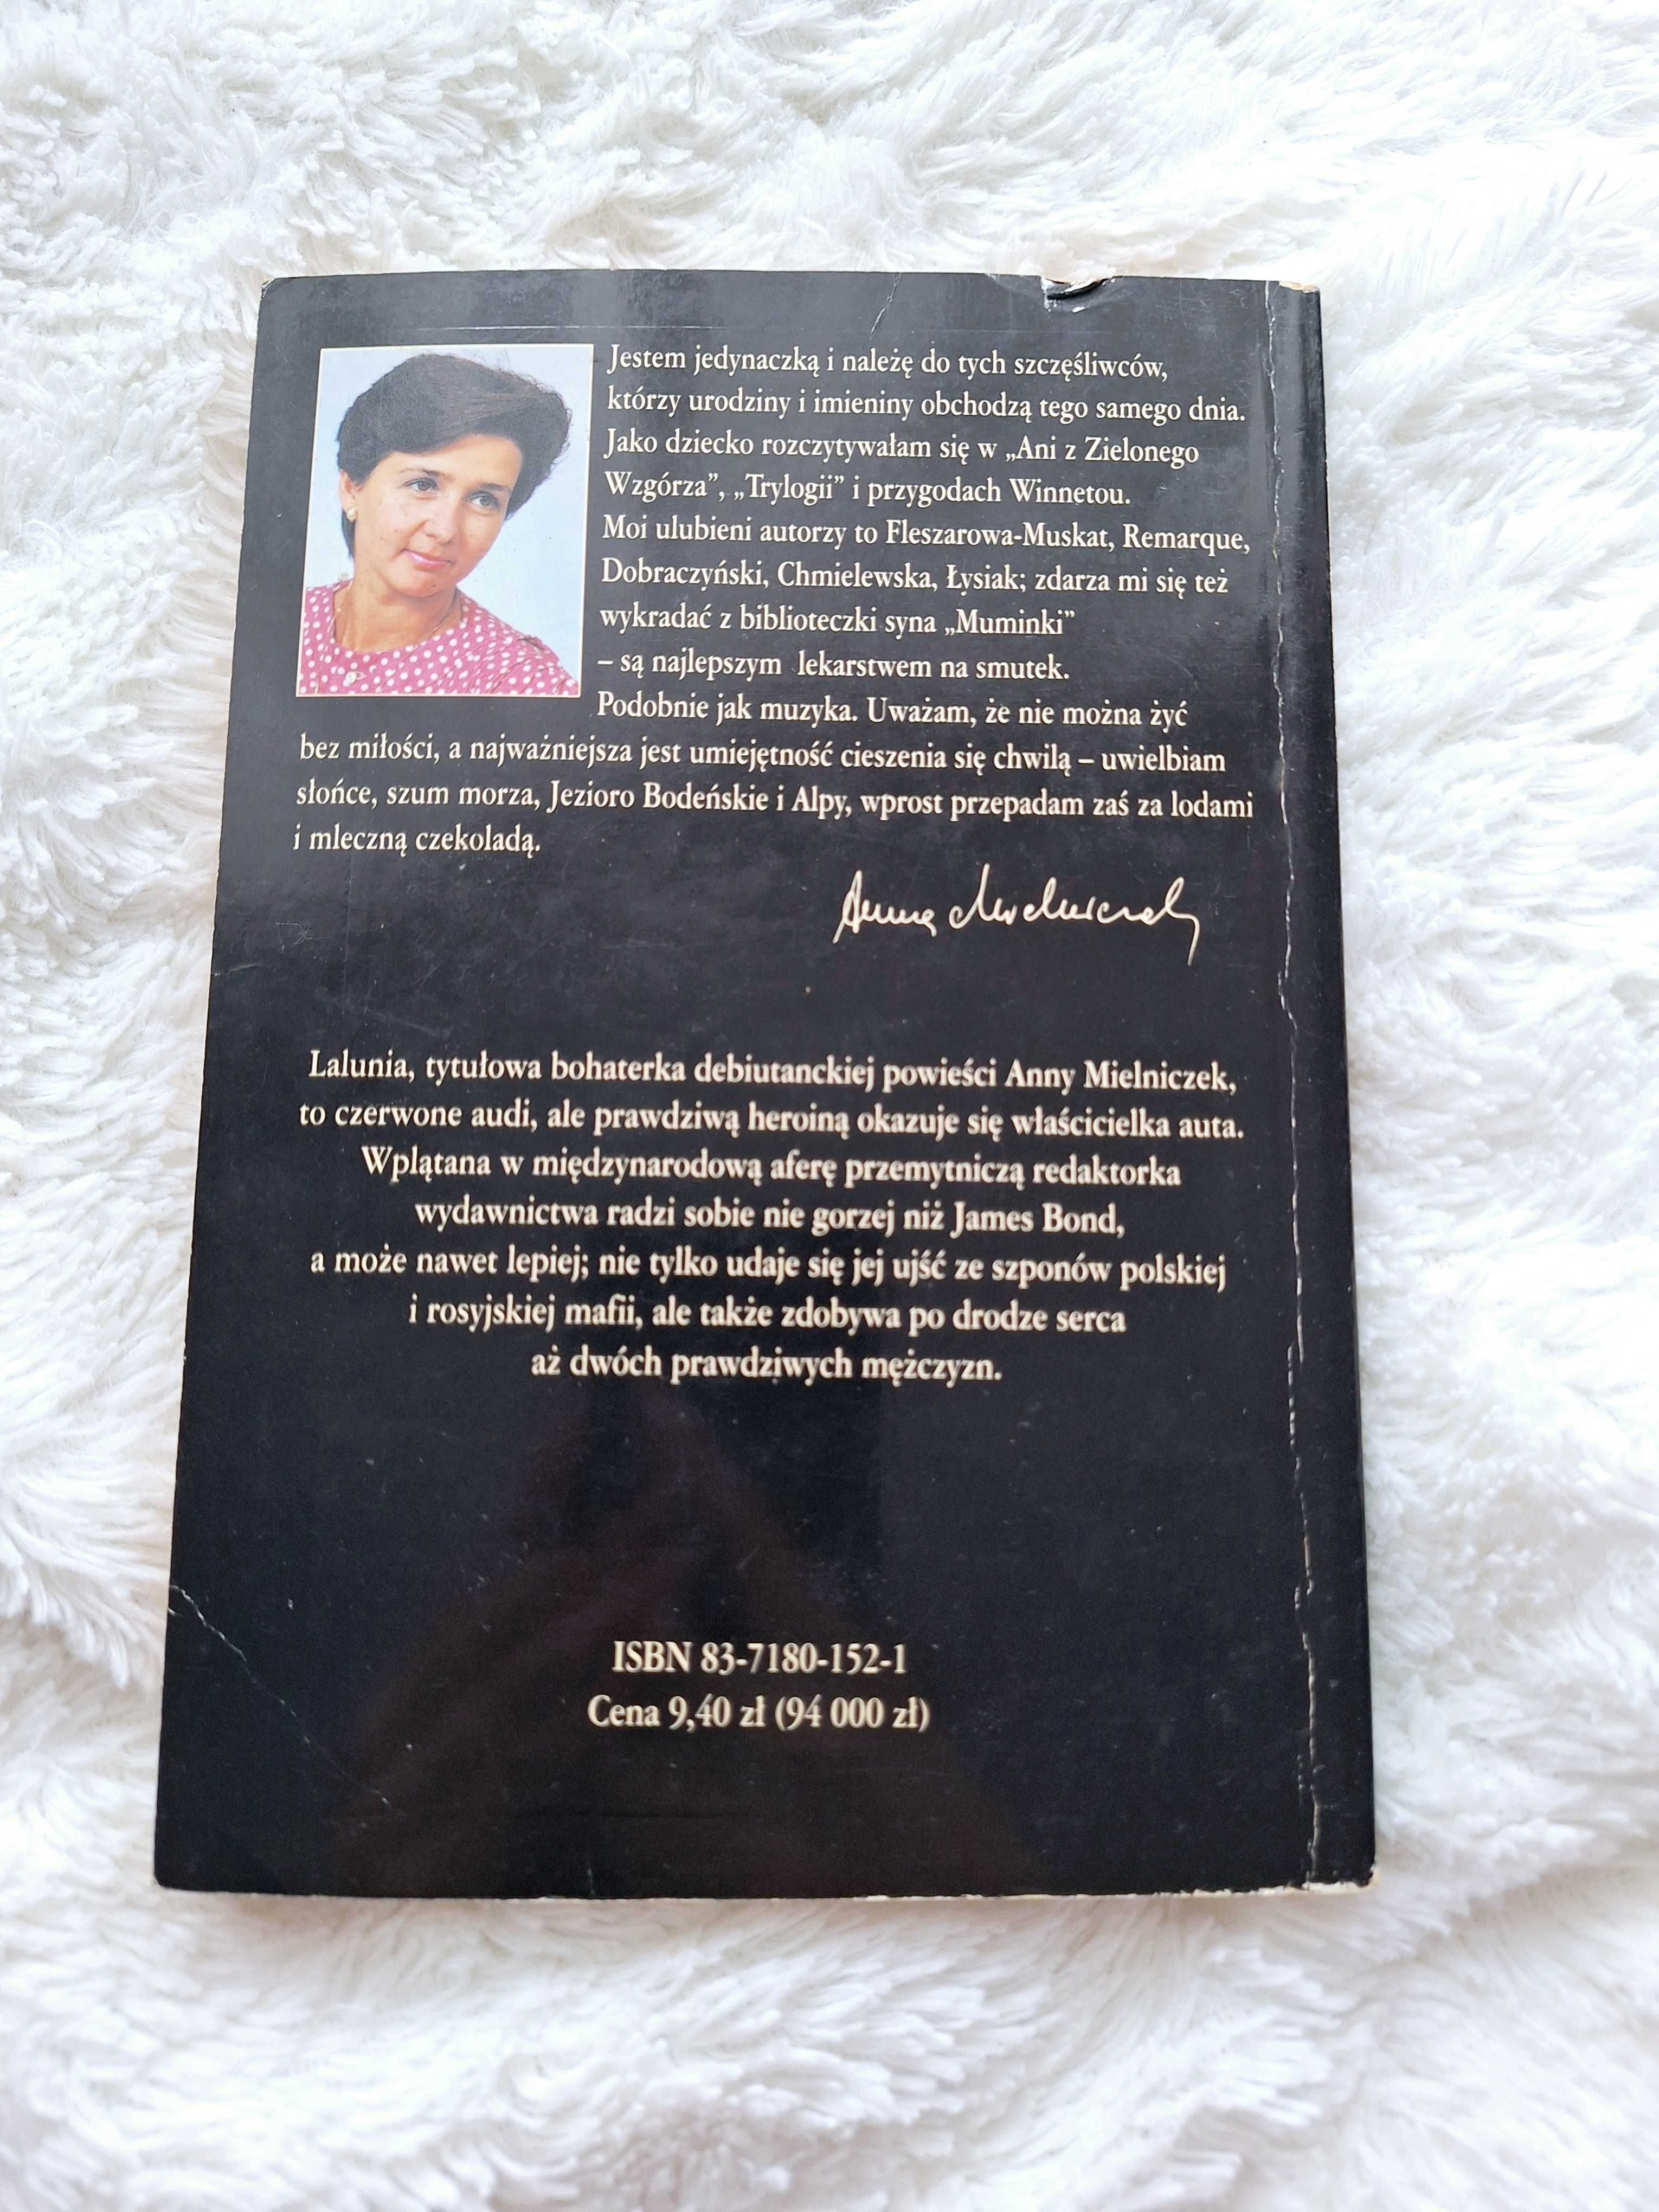 Jestem jedynaczką i należę do tych szczęśliwców,
którzy urodziny i imieniny obchodzą tego samego dnia.
Jako dziecko rozczytywałam się w „Ani z Zielonego
Wzgórza”, „Trylogii” i przygodach Winnetou.
Moi ulubieni autorzy to Fleszarowa-Muskat, Remarque,
Dobraczyński, Chmielewska, Łysiak; zdarza mi się też
wykradać z biblioteczki syna „Muminki”
– są najlepszym lekarstwem na smutek.
Podobnie jak muzyka. Uważam, że nie można żyć
bez miłości, a najważniejsza jest umiejętność cieszenia się chwilą – uwielbiam
słońce, szum morza, Jezioro Bodeńskie i Alpy, wprost przepadam zaś za lodami
i mleczną czekoladą.
Anna Mielniczek
Lalunia, tytułowa bohaterka debiutanckiej powieści Anny Mielniczek,
to czerwone audi, ale prawdziwą heroiną okazuje się właścicielka auta.
Wplątana w międzynarodową aferę przemytniczą redaktorka
wydawnictwa radzi sobie nie gorzej niż James Bond,
a może nawet lepiej; nie tylko udaje się jej ujść ze szponów polskiej
i rosyjskiej mafii, ale także zdobywa po drodze serca
aż dwóch prawdziwych mężczyzn.
ISBN 83-7180-152-1
Cena 9,40 zł (94 000 zł)